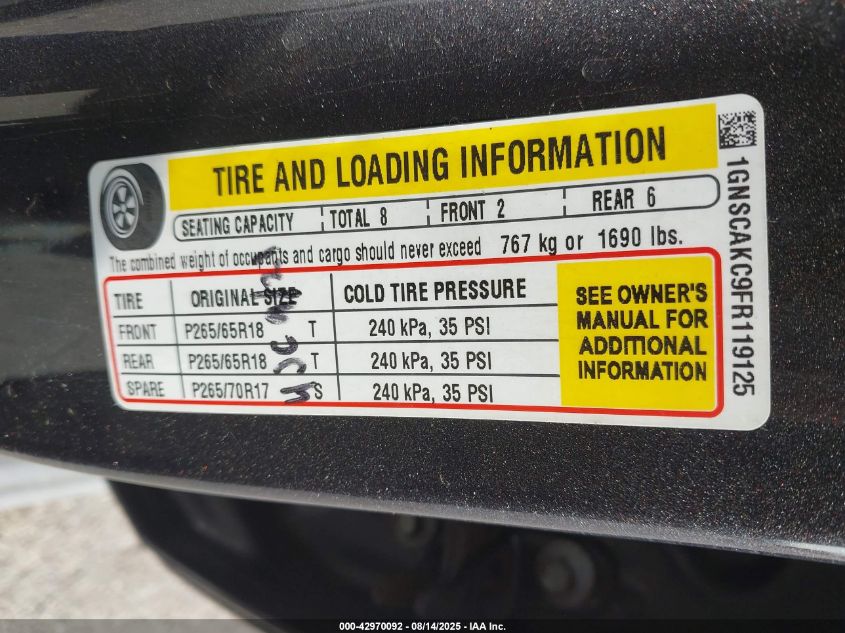 TIRE AND LOADING INFORMATION
SEATING CAPACITY TOTAL 8 FRONT 2 REAR 6
The combined weight of occupants and cargo should never exceed 767 kg or 1690 lbs.
TIRE ORIGINAL SIZE COLD TIRE PRESSURE
FRONT P265/65R18 T 240 kPa, 35 PSI
REAR P265/65R18 T 240 kPa, 35 PSI
SPARE P265/70R17 S 240 kPa, 35 PSI
SEE OWNER'S
MANUAL FOR
ADDITIONAL
INFORMATION
1GNSCAKC9FR119125
000-42970092 - 08/14/2025 - IAA Inc.